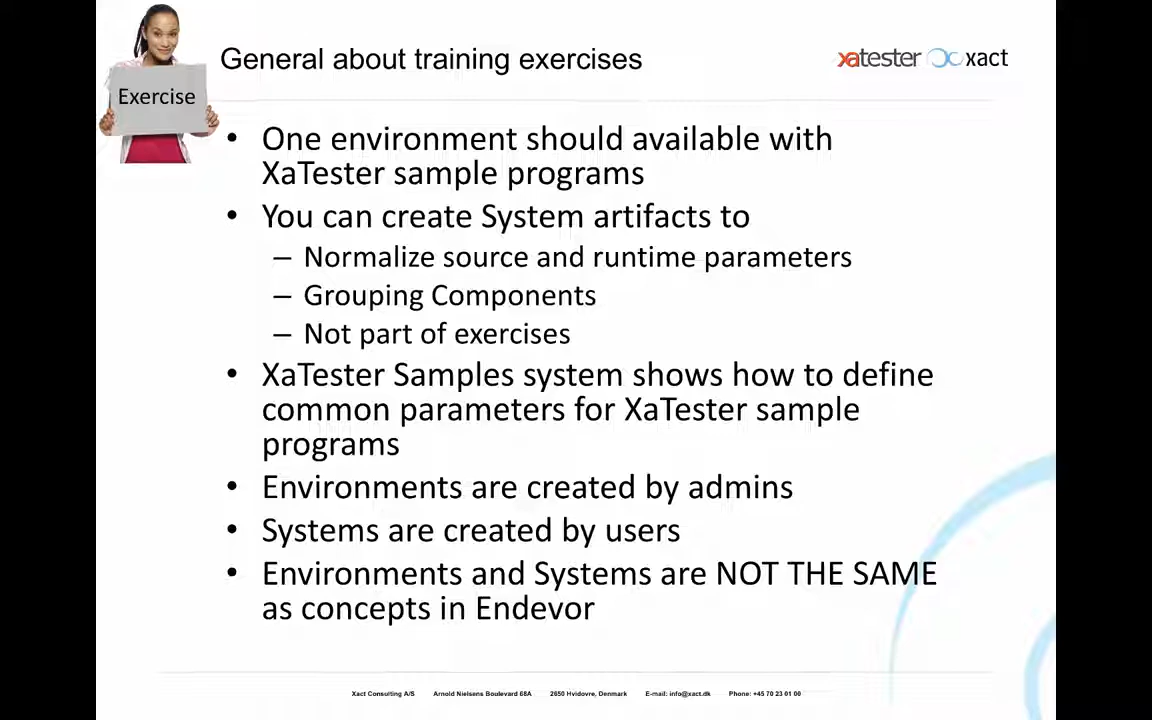 General about training exercises
xatester xact
Exercise
• One environment should available with
XaTester sample programs
• You can create System artifacts to
– Normalize source and runtime parameters
– Grouping Components
– Not part of exercises
• XaTester Samples system shows how to define
common parameters for XaTester sample
programs
• Environments are created by admins
• Systems are created by users
• Environments and Systems are NOT THE SAME
as concepts in Endevor
Xact Consulting A/S Arnold Nielsens Boulevard 68A 2650 Hvidovre, Denmark E-mail: info@xact.dk Phone: +45 70 23 01 00